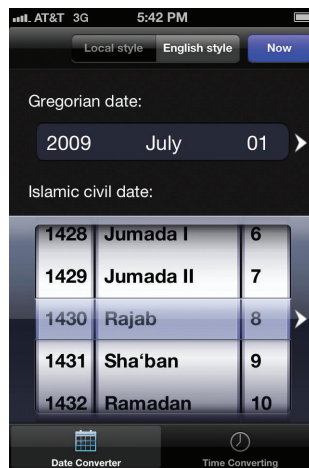 AT&T 3G 5:42 PM
Local style English style Now
Gregorian date:
2009 July 01
Islamic civil date:
1428 Jumada I 6
1429 Jumada II 7
1430 Rajab 8
1431 Sha‘ban 9
1432 Ramadan 10
Date Converter Time Converting